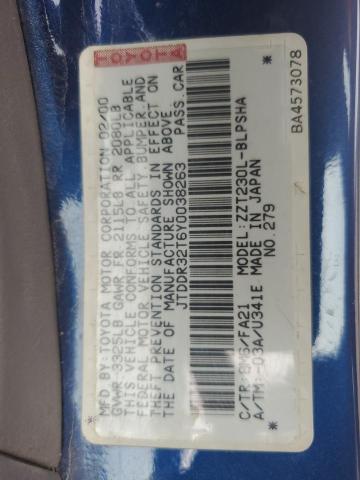 TOYOTA
MFD BY: TOYOTA MOTOR CORPORATION 02/00
GVWR 3325LB GAWR FR 2115LB RR 2080LB
THIS VEHICLE CONFORMS TO ALL APPLICABLE
FEDERAL MOTOR VEHICLE SAFETY, BUMPER AND
THEFT PREVENTION STANDARDS IN EFFECT ON
THE DATE OF MANUFACTURE SHOWN ABOVE
JTDDR32T6Y0038263 PASS. CAR
C/TR: 8W6/FA21 MODEL: ZZT230L-BLPSHA
A/TM: -03A/U341E MADE IN JAPAN
* NO. 279 *
BA4573078